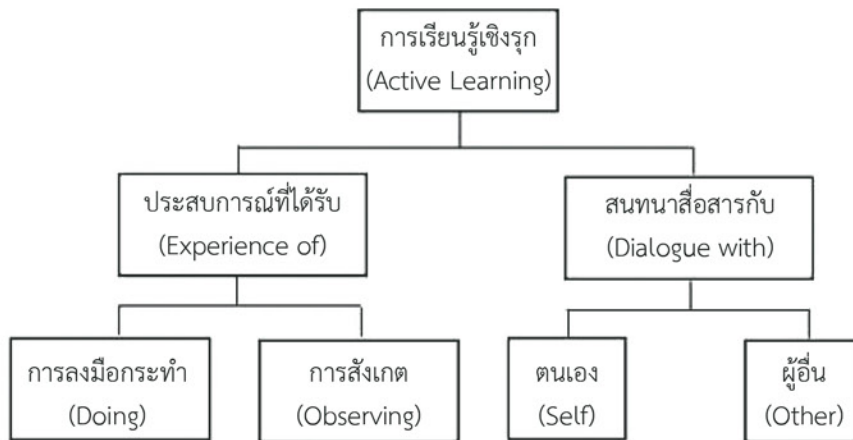 การเรียนรู้เชิงรุก
(Active Learning)
ประสบการณ์ที่ได้รับ
(Experience of)
สนทนาสื่อสารกับ
(Dialogue with)
การลงมือกระทำ
(Doing)
การสังเกต
(Observing)
ตนเอง
(Self)
ผู้อื่น
(Other)